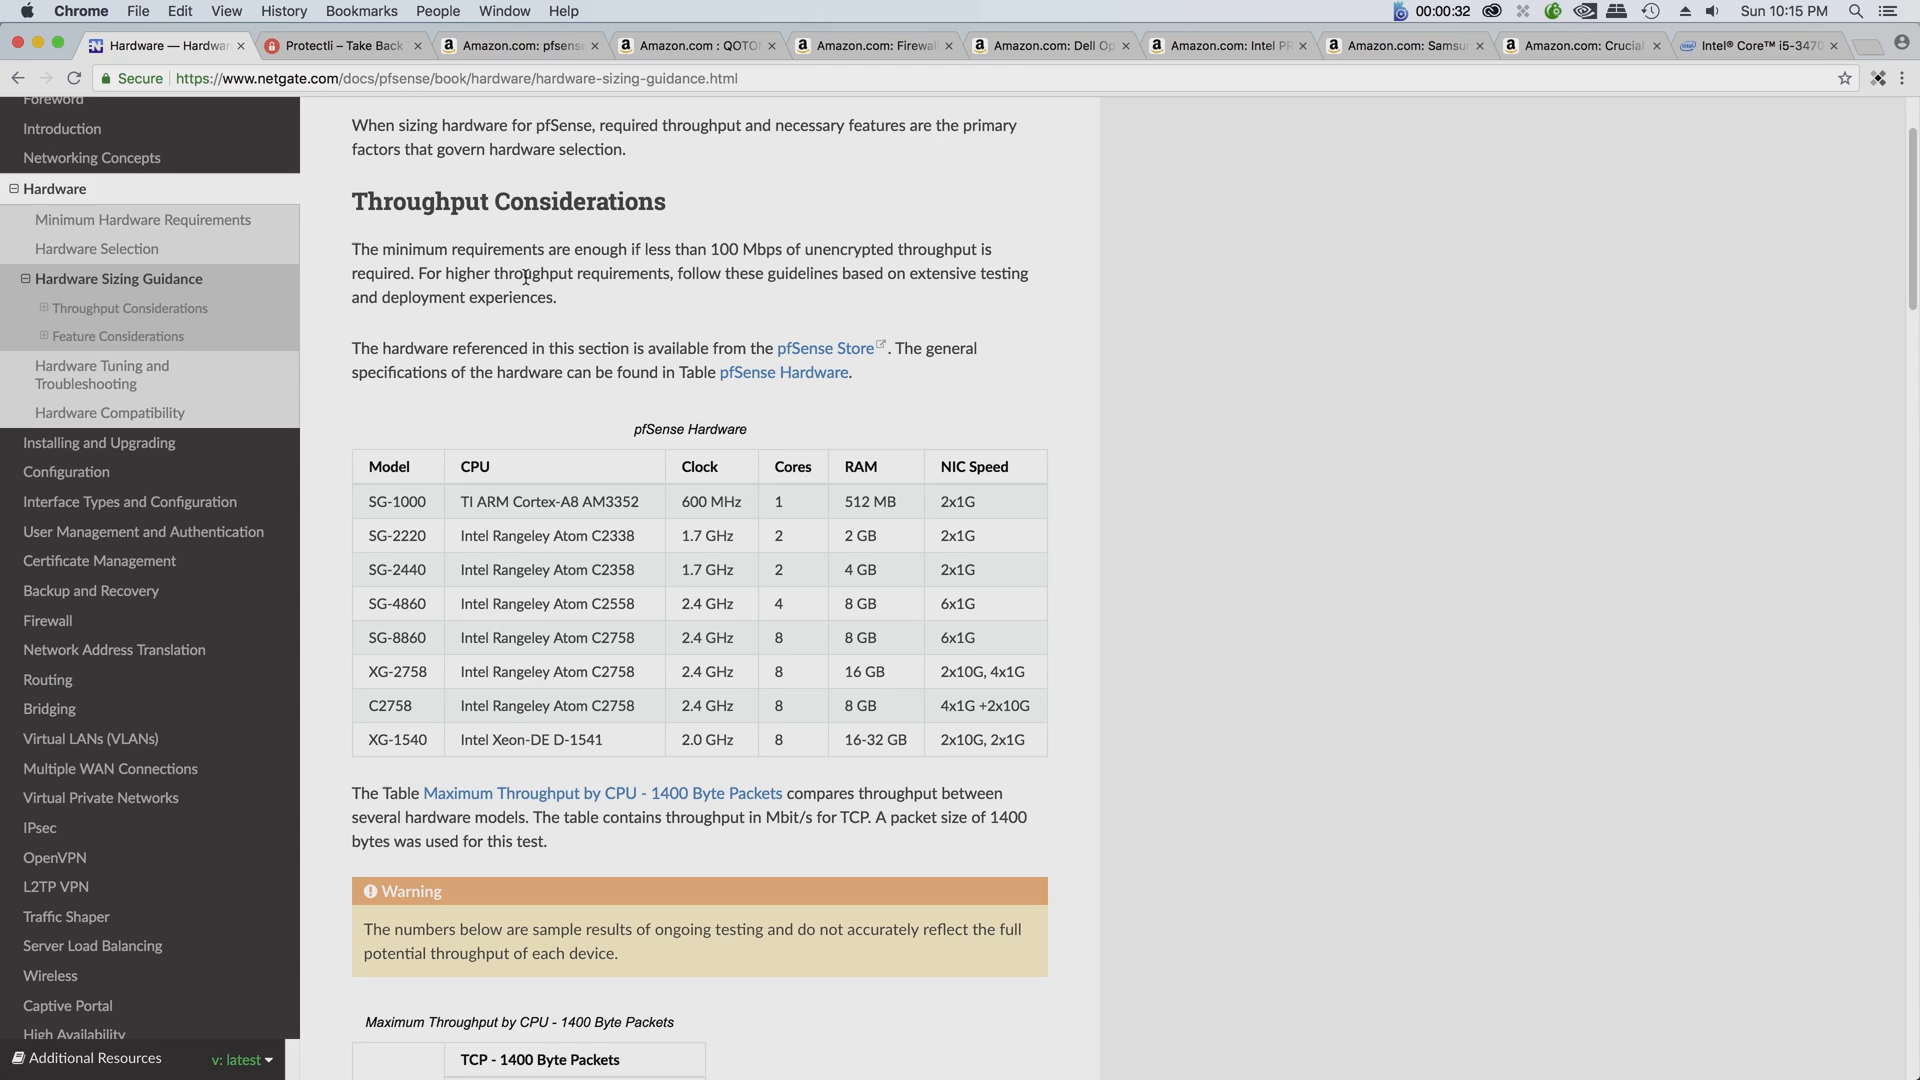 Chrome File Edit View History Bookmarks People Window Help 00:00:32 Sun 10:15 PM
Hardware — Hardwar × Protectli – Take Back × Amazon.com: pfsense × Amazon.com : QOTO × Amazon.com: Firewal × Amazon.com: Dell Op × Amazon.com: Intel PR × Amazon.com: Samsu × Amazon.com: Crucial × Intel® Core™ i5-3470 ×
Secure https://www.netgate.com/docs/pfsense/book/hardware/hardware-sizing-guidance.html
Foreword
Introduction
Networking Concepts
Hardware
Minimum Hardware Requirements
Hardware Selection
Hardware Sizing Guidance
Throughput Considerations
Feature Considerations
Hardware Tuning and
Troubleshooting
Hardware Compatibility
Installing and Upgrading
Configuration
Interface Types and Configuration
User Management and Authentication
Certificate Management
Backup and Recovery
Firewall
Network Address Translation
Routing
Bridging
Virtual LANs (VLANs)
Multiple WAN Connections
Virtual Private Networks
IPsec
OpenVPN
L2TP VPN
Traffic Shaper
Server Load Balancing
Wireless
Captive Portal
High Availability
Additional Resources v: latest
When sizing hardware for pfSense, required throughput and necessary features are the primary
factors that govern hardware selection.
Throughput Considerations
The minimum requirements are enough if less than 100 Mbps of unencrypted throughput is
required. For higher throughput requirements, follow these guidelines based on extensive testing
and deployment experiences.
The hardware referenced in this section is available from the pfSense Store. The general
specifications of the hardware can be found in Table pfSense Hardware.
pfSense Hardware
Model CPU Clock Cores RAM NIC Speed
SG-1000 TI ARM Cortex-A8 AM3352 600 MHz 1 512 MB 2x1G
SG-2220 Intel Rangeley Atom C2338 1.7 GHz 2 2 GB 2x1G
SG-2440 Intel Rangeley Atom C2358 1.7 GHz 2 4 GB 2x1G
SG-4860 Intel Rangeley Atom C2558 2.4 GHz 4 8 GB 6x1G
SG-8860 Intel Rangeley Atom C2758 2.4 GHz 8 8 GB 6x1G
XG-2758 Intel Rangeley Atom C2758 2.4 GHz 8 16 GB 2x10G, 4x1G
C2758 Intel Rangeley Atom C2758 2.4 GHz 8 8 GB 4x1G +2x10G
XG-1540 Intel Xeon-DE D-1541 2.0 GHz 8 16-32 GB 2x10G, 2x1G
The Table Maximum Throughput by CPU - 1400 Byte Packets compares throughput between
several hardware models. The table contains throughput in Mbit/s for TCP. A packet size of 1400
bytes was used for this test.
Warning
The numbers below are sample results of ongoing testing and do not accurately reflect the full
potential throughput of each device.
Maximum Throughput by CPU - 1400 Byte Packets
TCP - 1400 Byte Packets